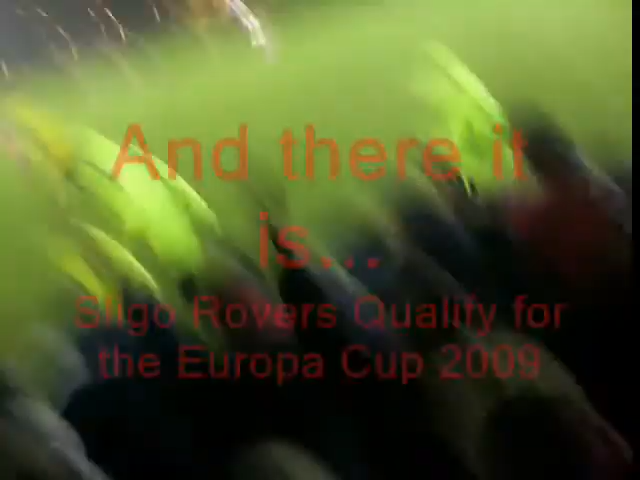 And there it
is...
Sligo Rovers Qualify for
the Europa Cup 2009